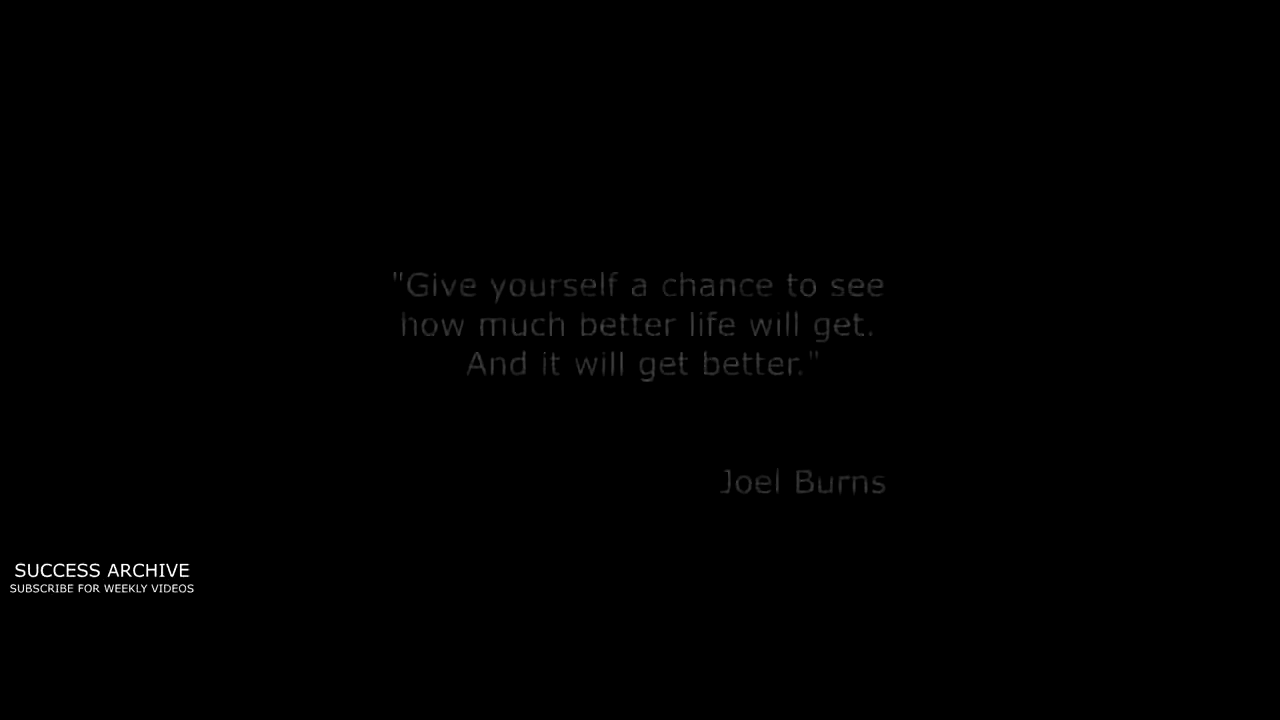 "Give yourself a chance to see
how much better life will get.
And it will get better."
Joel Burns
SUCCESS ARCHIVE
SUBSCRIBE FOR WEEKLY VIDEOS